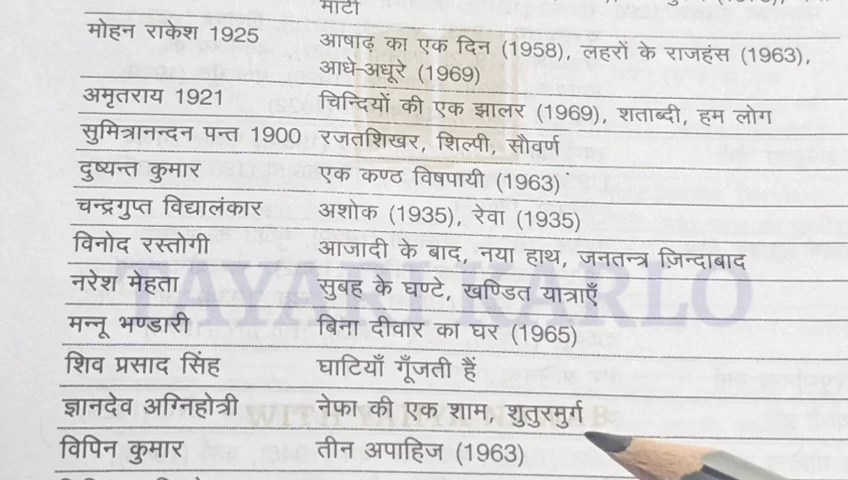 माटी
मोहन राकेश 1925 आषाढ़ का एक दिन (1958), लहरों के राजहंस (1963),
आधे-अधूरे (1969)
अमृतराय 1921 चिन्दियों की एक झालर (1969), शताब्दी, हम लोग
सुमित्रानन्दन पन्त 1900 रजतशिखर, शिल्पी, सौवर्ण
दुष्यन्त कुमार एक कण्ठ विषपायी (1963)
चन्द्रगुप्त विद्यालंकार अशोक (1935), रेवा (1935)
विनोद रस्तोगी आजादी के बाद, नया हाथ, जनतन्त्र ज़िन्दाबाद
नरेश मेहता सुबह के घण्टे, खण्डित यात्राएँ
TAYARI KARLO
मन्नू भण्डारी बिना दीवार का घर (1965)
शिव प्रसाद सिंह घाटियाँ गूँजती हैं
ज्ञानदेव अग्निहोत्री नेफा की एक शाम, शुतुरमुर्ग
WITH
विपिन कुमार तीन अपाहिज (1963)